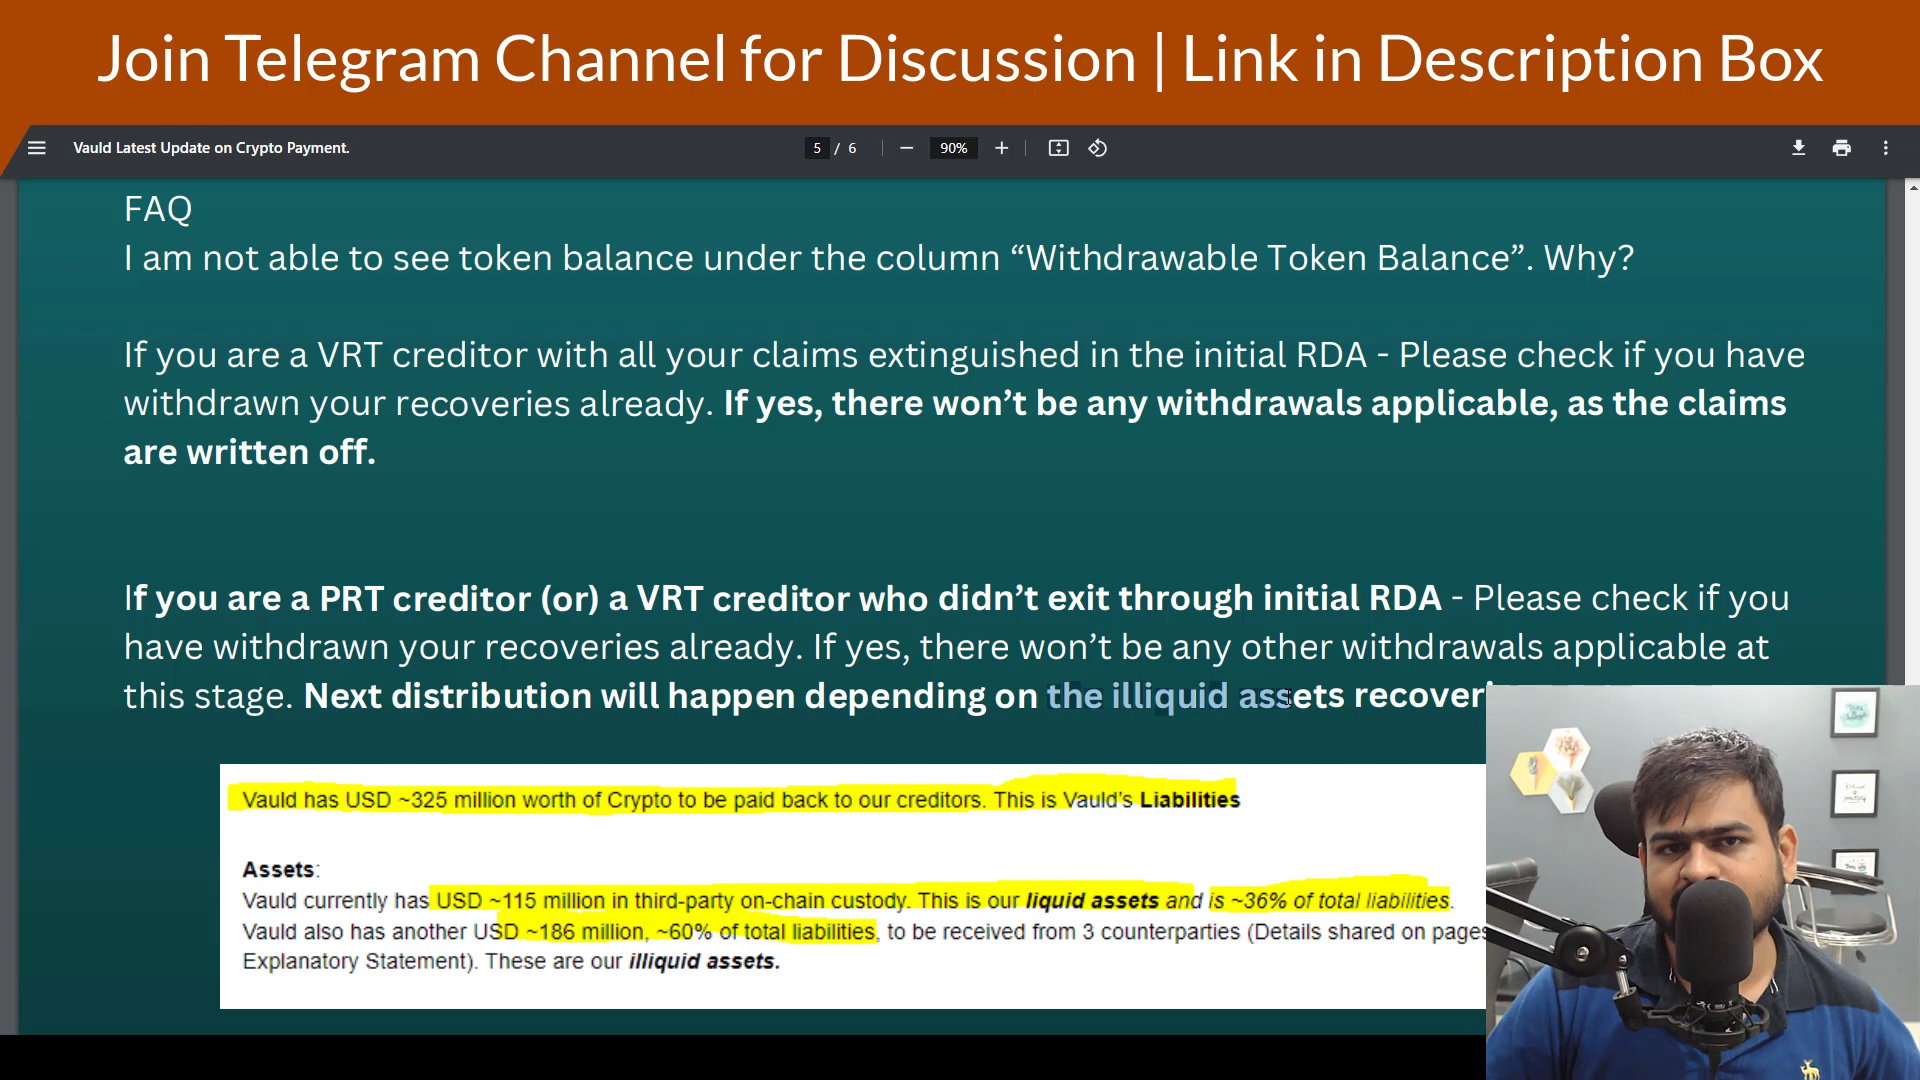 Join Telegram Channel for Discussion | Link in Description Box
Vauld Latest Update on Crypto Payment.
5 / 6
90%
FAQ
I am not able to see token balance under the column “Withdrawable Token Balance”. Why?
If you are a VRT creditor with all your claims extinguished in the initial RDA - Please check if you have
withdrawn your recoveries already. If yes, there won’t be any withdrawals applicable, as the claims
are written off.
If you are a PRT creditor (or) a VRT creditor who didn’t exit through initial RDA - Please check if you
have withdrawn your recoveries already. If yes, there won’t be any other withdrawals applicable at
this stage. Next distribution will happen depending on the illiquid assets recoveri
Vauld has USD ~325 million worth of Crypto to be paid back to our creditors. This is Vauld's Liabilities
Assets:
Vauld currently has USD ~115 million in third-party on-chain custody. This is our liquid assets and is ~36% of total liabilities.
Vauld also has another USD ~186 million, ~60% of total liabilities, to be received from 3 counterparties (Details shared on pages
Explanatory Statement). These are our illiquid assets.